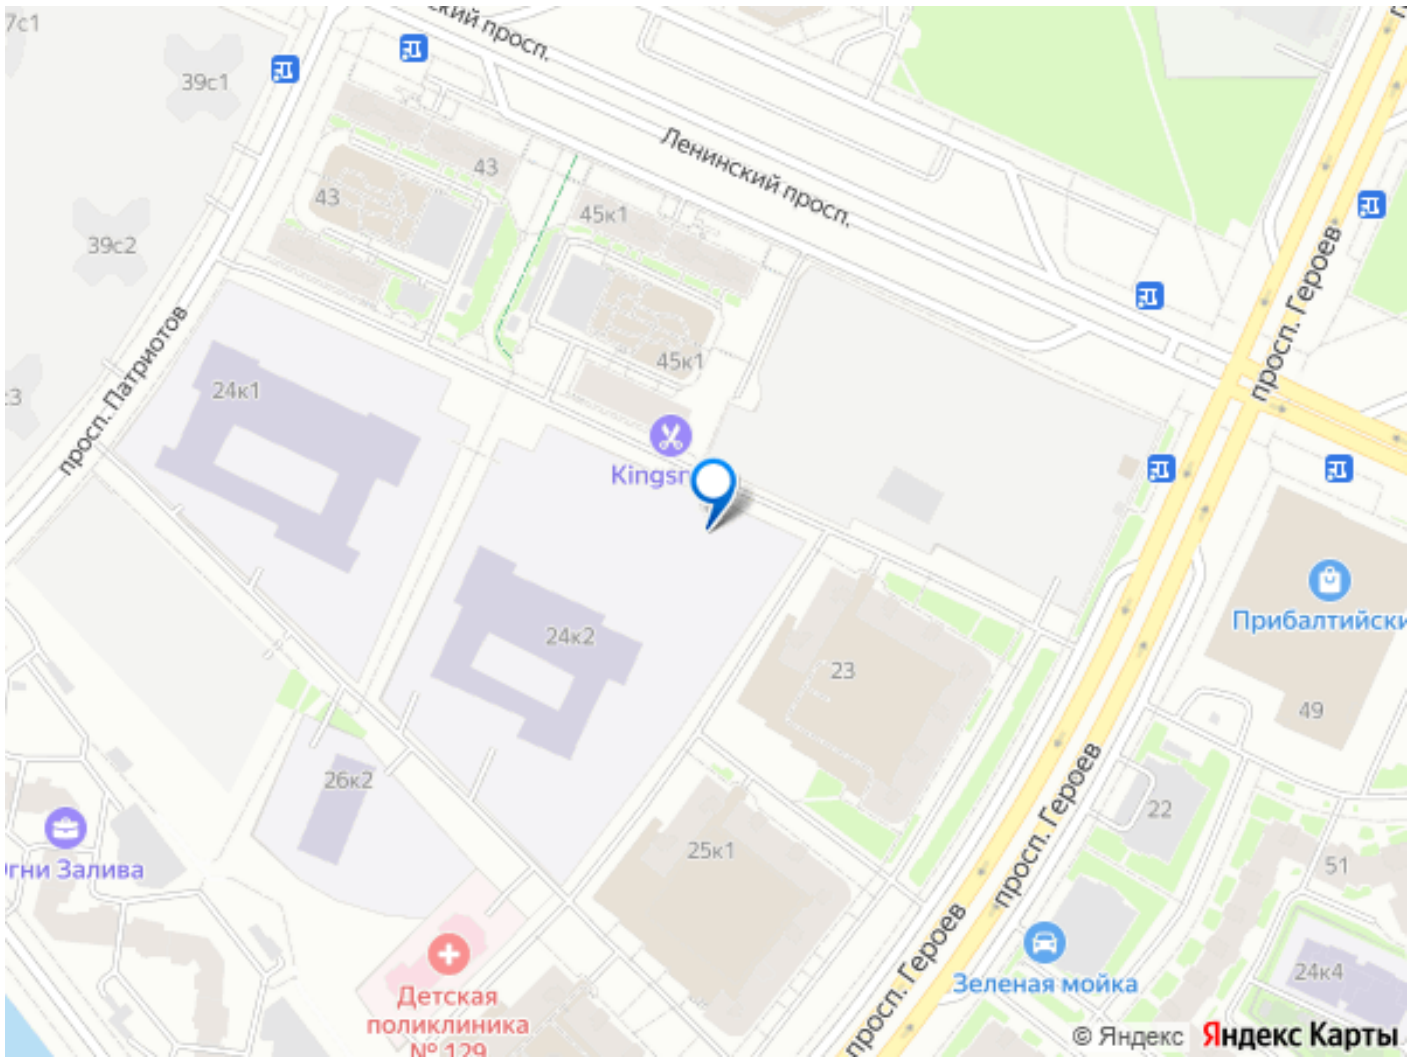 7с1
ский просп.
39с1
Ленинский просп.
43
43
45к1
39с2
просп. Героев
просп. Патриотов
45к1
24к1
с3
Kingsm
24к2
Прибалтийски
23
49
26к2
25к1
22
просп. Героев
гни Залива
51
просп. Героев
Зеленая мойка
24к4
Детская
поликлиника
№ 129
© Яндекс Яндекс Карты